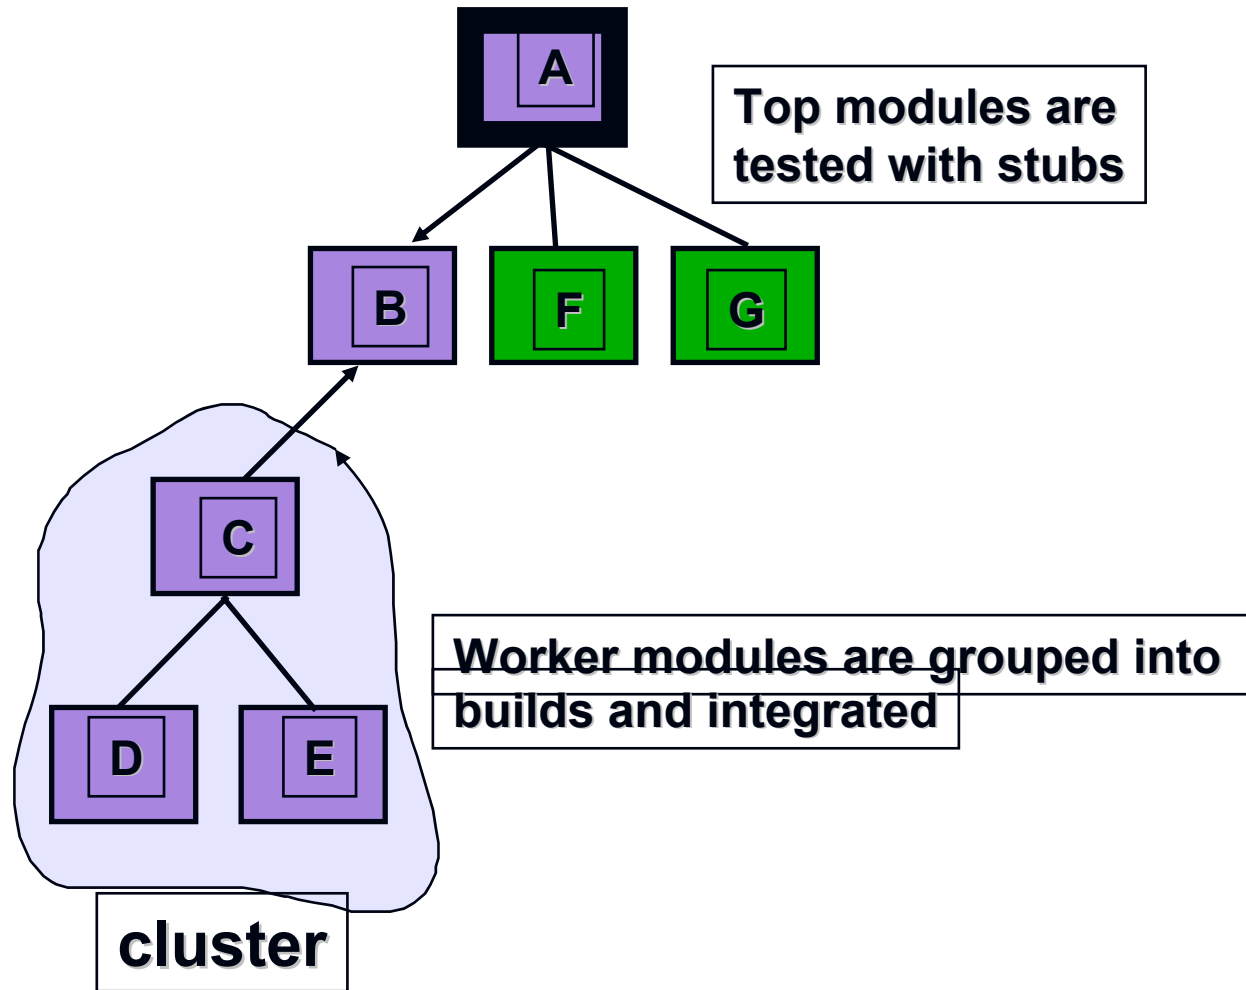 A
Top modules are
tested with stubs
B
F
G
C
Worker modules are grouped into
builds and integrated
D
E
cluster